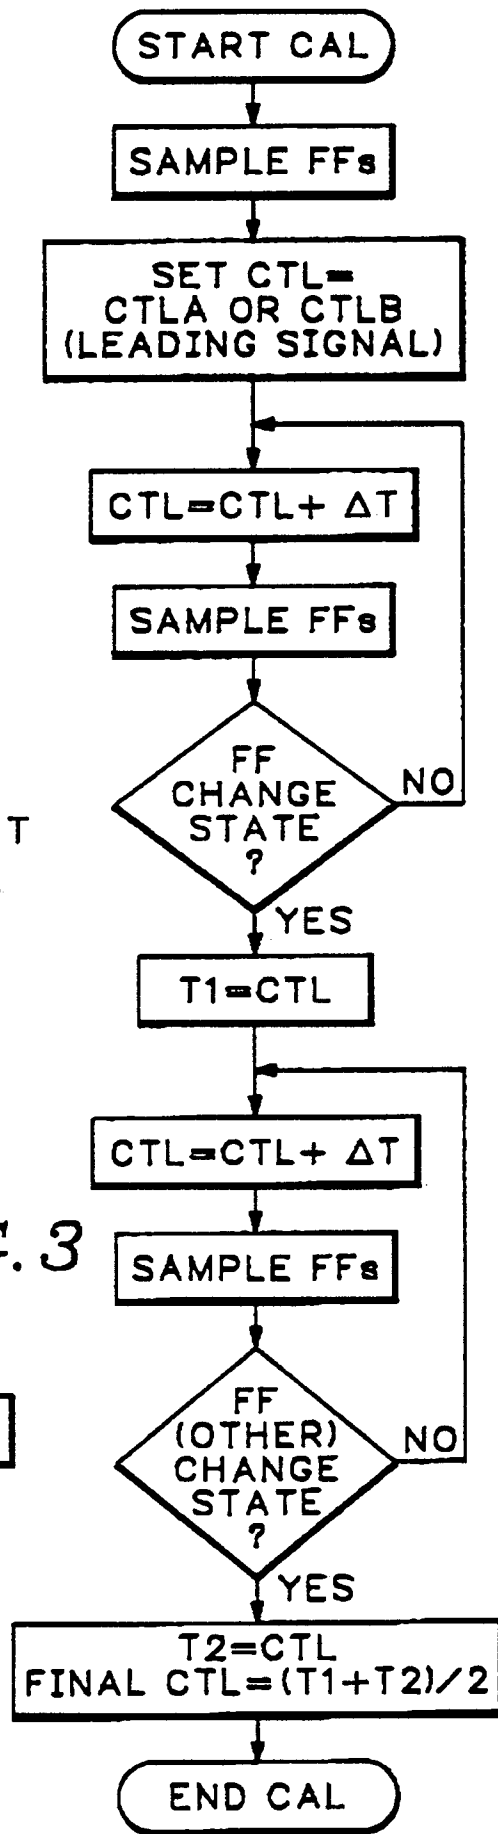 START CAL
SAMPLE FFs
SET CTL=
CTLA OR CTLB
(LEADING SIGNAL)
CTL=CTL+ ΔT
SAMPLE FFs
FF
CHANGE
STATE
?
NO
T
YES
T1=CTL
CTL=CTL+ ΔT
.3
SAMPLE FFs
FF
(OTHER)
CHANGE
STATE
?
NO
YES
T2=CTL
FINAL CTL=(T1+T2)/2
END CAL